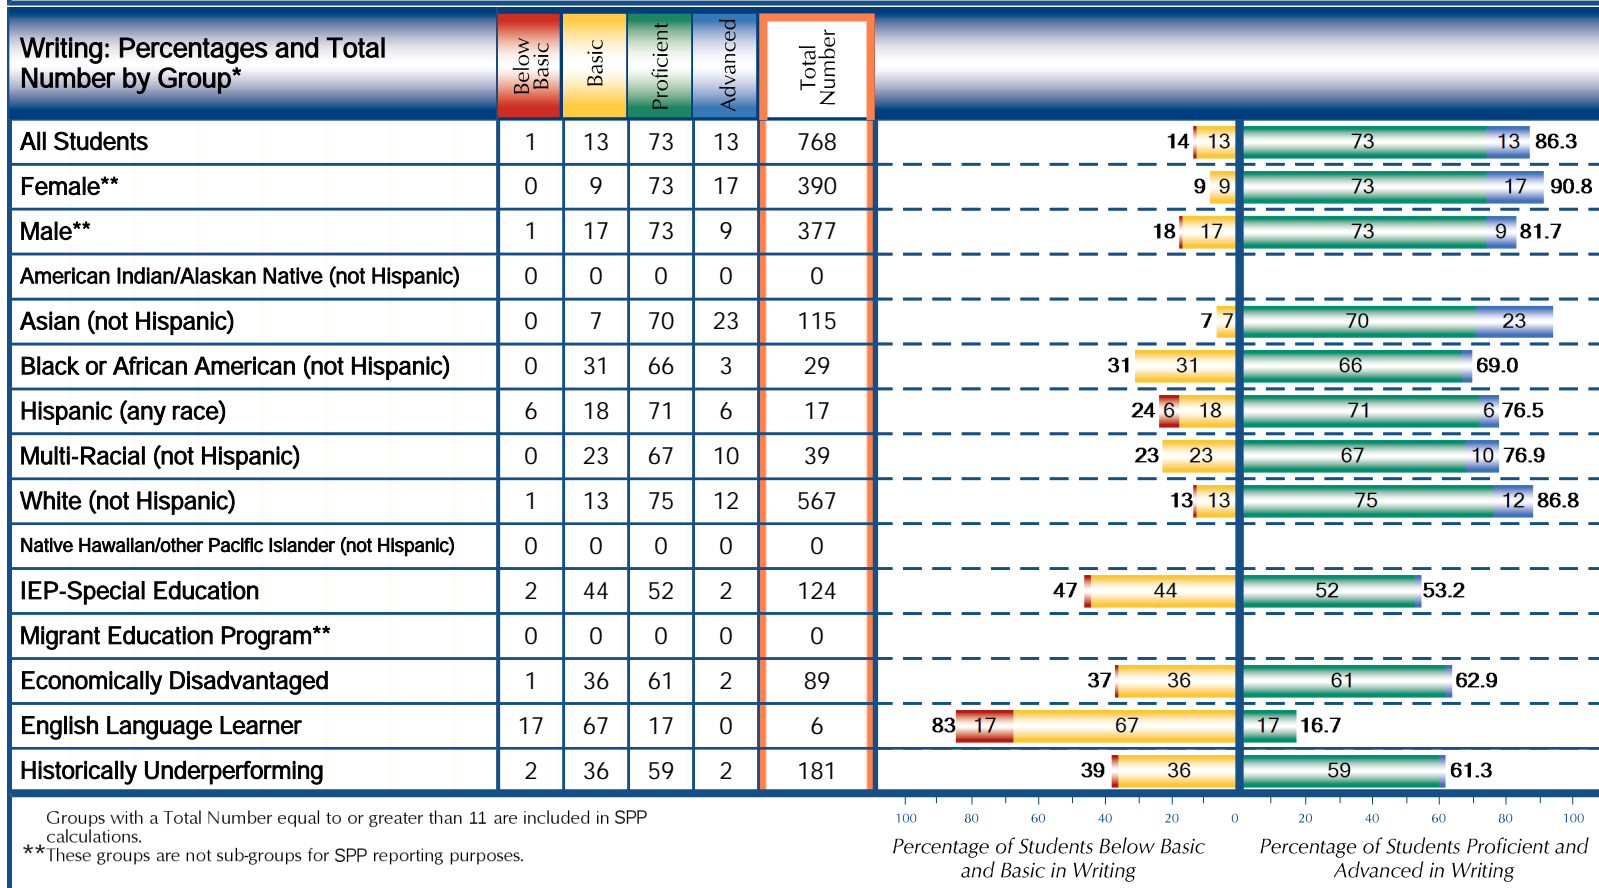 Writing: Percentages and Total
Number by Group*
Below
Basic
Basic
Proficient
Advanced
Total
Number
All Students 1 13 73 13 768 14 13 73 13 86.3
Female** 0 9 73 17 390 9 9 73 17 90.8
Male** 1 17 73 9 377 18 17 73 9 81.7
American Indian/Alaskan Native (not Hispanic) 0 0 0 0 0
Asian (not Hispanic) 0 7 70 23 115 7 7 70 23
Black or African American (not Hispanic) 0 31 66 3 29 31 31 66 69.0
Hispanic (any race) 6 18 71 6 17 24 6 18 71 6 76.5
Multi-Racial (not Hispanic) 0 23 67 10 39 23 23 67 10 76.9
White (not Hispanic) 1 13 75 12 567 13 13 75 12 86.8
Native Hawaiian/other Pacific Islander (not Hispanic) 0 0 0 0 0
IEP-Special Education 2 44 52 2 124 47 44 52 53.2
Migrant Education Program** 0 0 0 0 0
Economically Disadvantaged 1 36 61 2 89 37 36 61 62.9
English Language Learner 17 67 17 0 6 83 17 67 17 16.7
Historically Underperforming 2 36 59 2 181 39 36 59 61.3
Groups with a Total Number equal to or greater than 11 are included in SPP
calculations.
**These groups are not sub-groups for SPP reporting purposes.
100 80 60 40 20 0 20 40 60 80 100
Percentage of Students Below Basic
and Basic in Writing
Percentage of Students Proficient and
Advanced in Writing